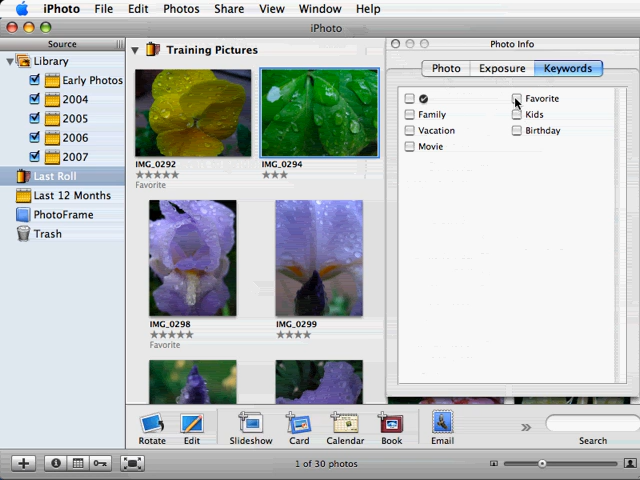 iPhoto File Edit Photos Share View Window Help
iPhoto
Source
Library
Early Photos
2004
2005
2006
2007
Last Roll
Last 12 Months
PhotoFrame
Trash
Training Pictures
IMG_0292
★★★★★
Favorite
IMG_0294
★★★
IMG_0298
★★★★★
Favorite
IMG_0299
★★★★
Photo Info
Photo Exposure Keywords
Favorite
Family Kids
Vacation Birthday
Movie
Rotate Edit Slideshow Card Calendar Book Email » Search
1 of 30 photos